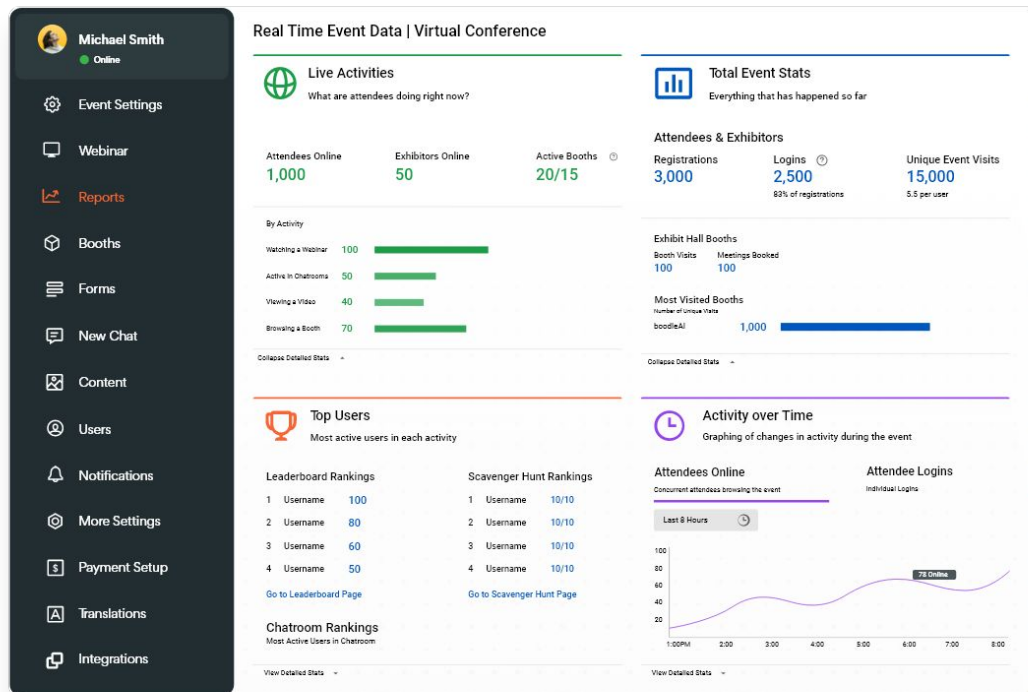 Michael Smith
Online
Event Settings
Webinar
Reports
Booths
Forms
New Chat
Content
Users
Notifications
More Settings
Payment Setup
Translations
Integrations
Real Time Event Data | Virtual Conference
Live Activities
What are attendees doing right now?
Attendees Online Exhibitors Online Active Booths ?
1,000 50 20/15
By Activity
Watching a Webinar 100
Active in Chatrooms 50
Viewing a Video 40
Browsing a Booth 70
Collapse Detailed Stats
Total Event Stats
Everything that has happened so far
Attendees & Exhibitors
Registrations Logins ? Unique Event Visits
3,000 2,500 15,000
83% of registrations 5.5 per user
Exhibit Hall Booths
Booth Visits Meetings Booked
100 100
Most Visited Booths
Number of Unique Visits
boodleAI 1,000
Collapse Detailed Stats
Top Users
Most active users in each activity
Leaderboard Rankings
1 Username 100
2 Username 80
3 Username 60
4 Username 50
Go to Leaderboard Page
Scavenger Hunt Rankings
1 Username 10/10
2 Username 10/10
3 Username 10/10
4 Username 10/10
Go to Scavenger Hunt Page
Chatroom Rankings
Most Active Users in Chatroom
View Detailed Stats
Activity over Time
Graphing of changes in activity during the event
Attendees Online
Concurrent attendees browsing the event
Attendee Logins
Individual Logins
Last 8 Hours
100
80
60
40
20
78 Online
1:00PM 2:00 3:00 4:00 5:00 6:00 7:00 8:00
View Detailed Stats